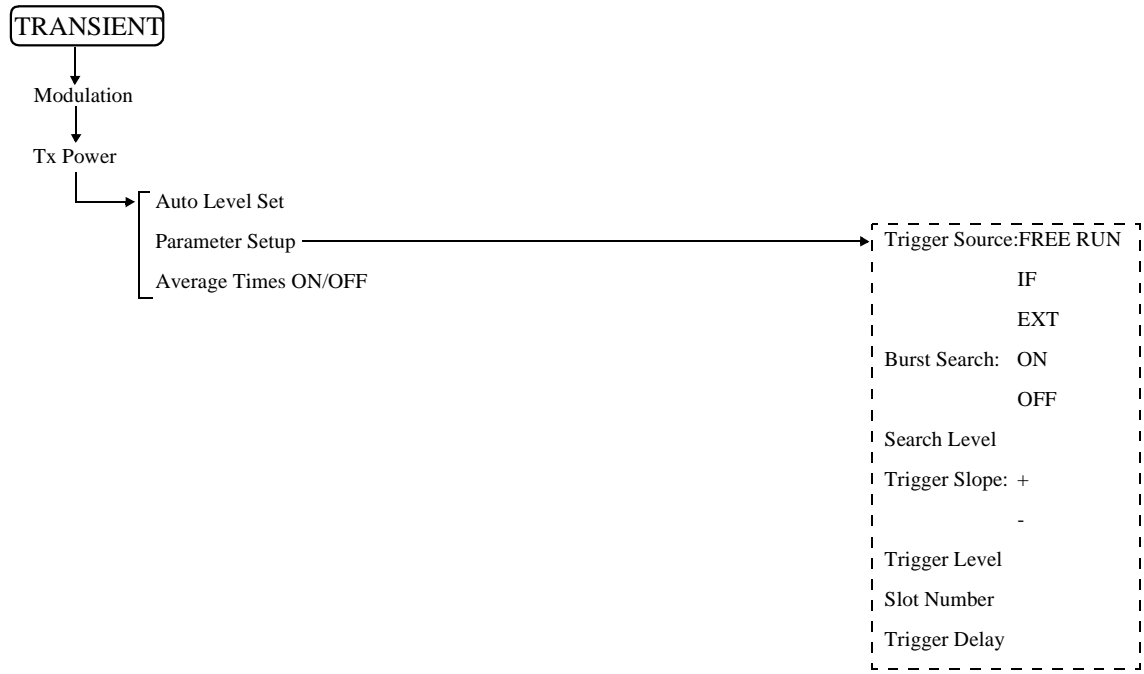 TRANSIENT
Modulation
Tx Power
Auto Level Set
Parameter Setup
Average Times ON/OFF
Trigger Source:FREE RUN
IF
EXT
Burst Search: ON
OFF
Search Level
Trigger Slope: +
-
Trigger Level
Slot Number
Trigger Delay